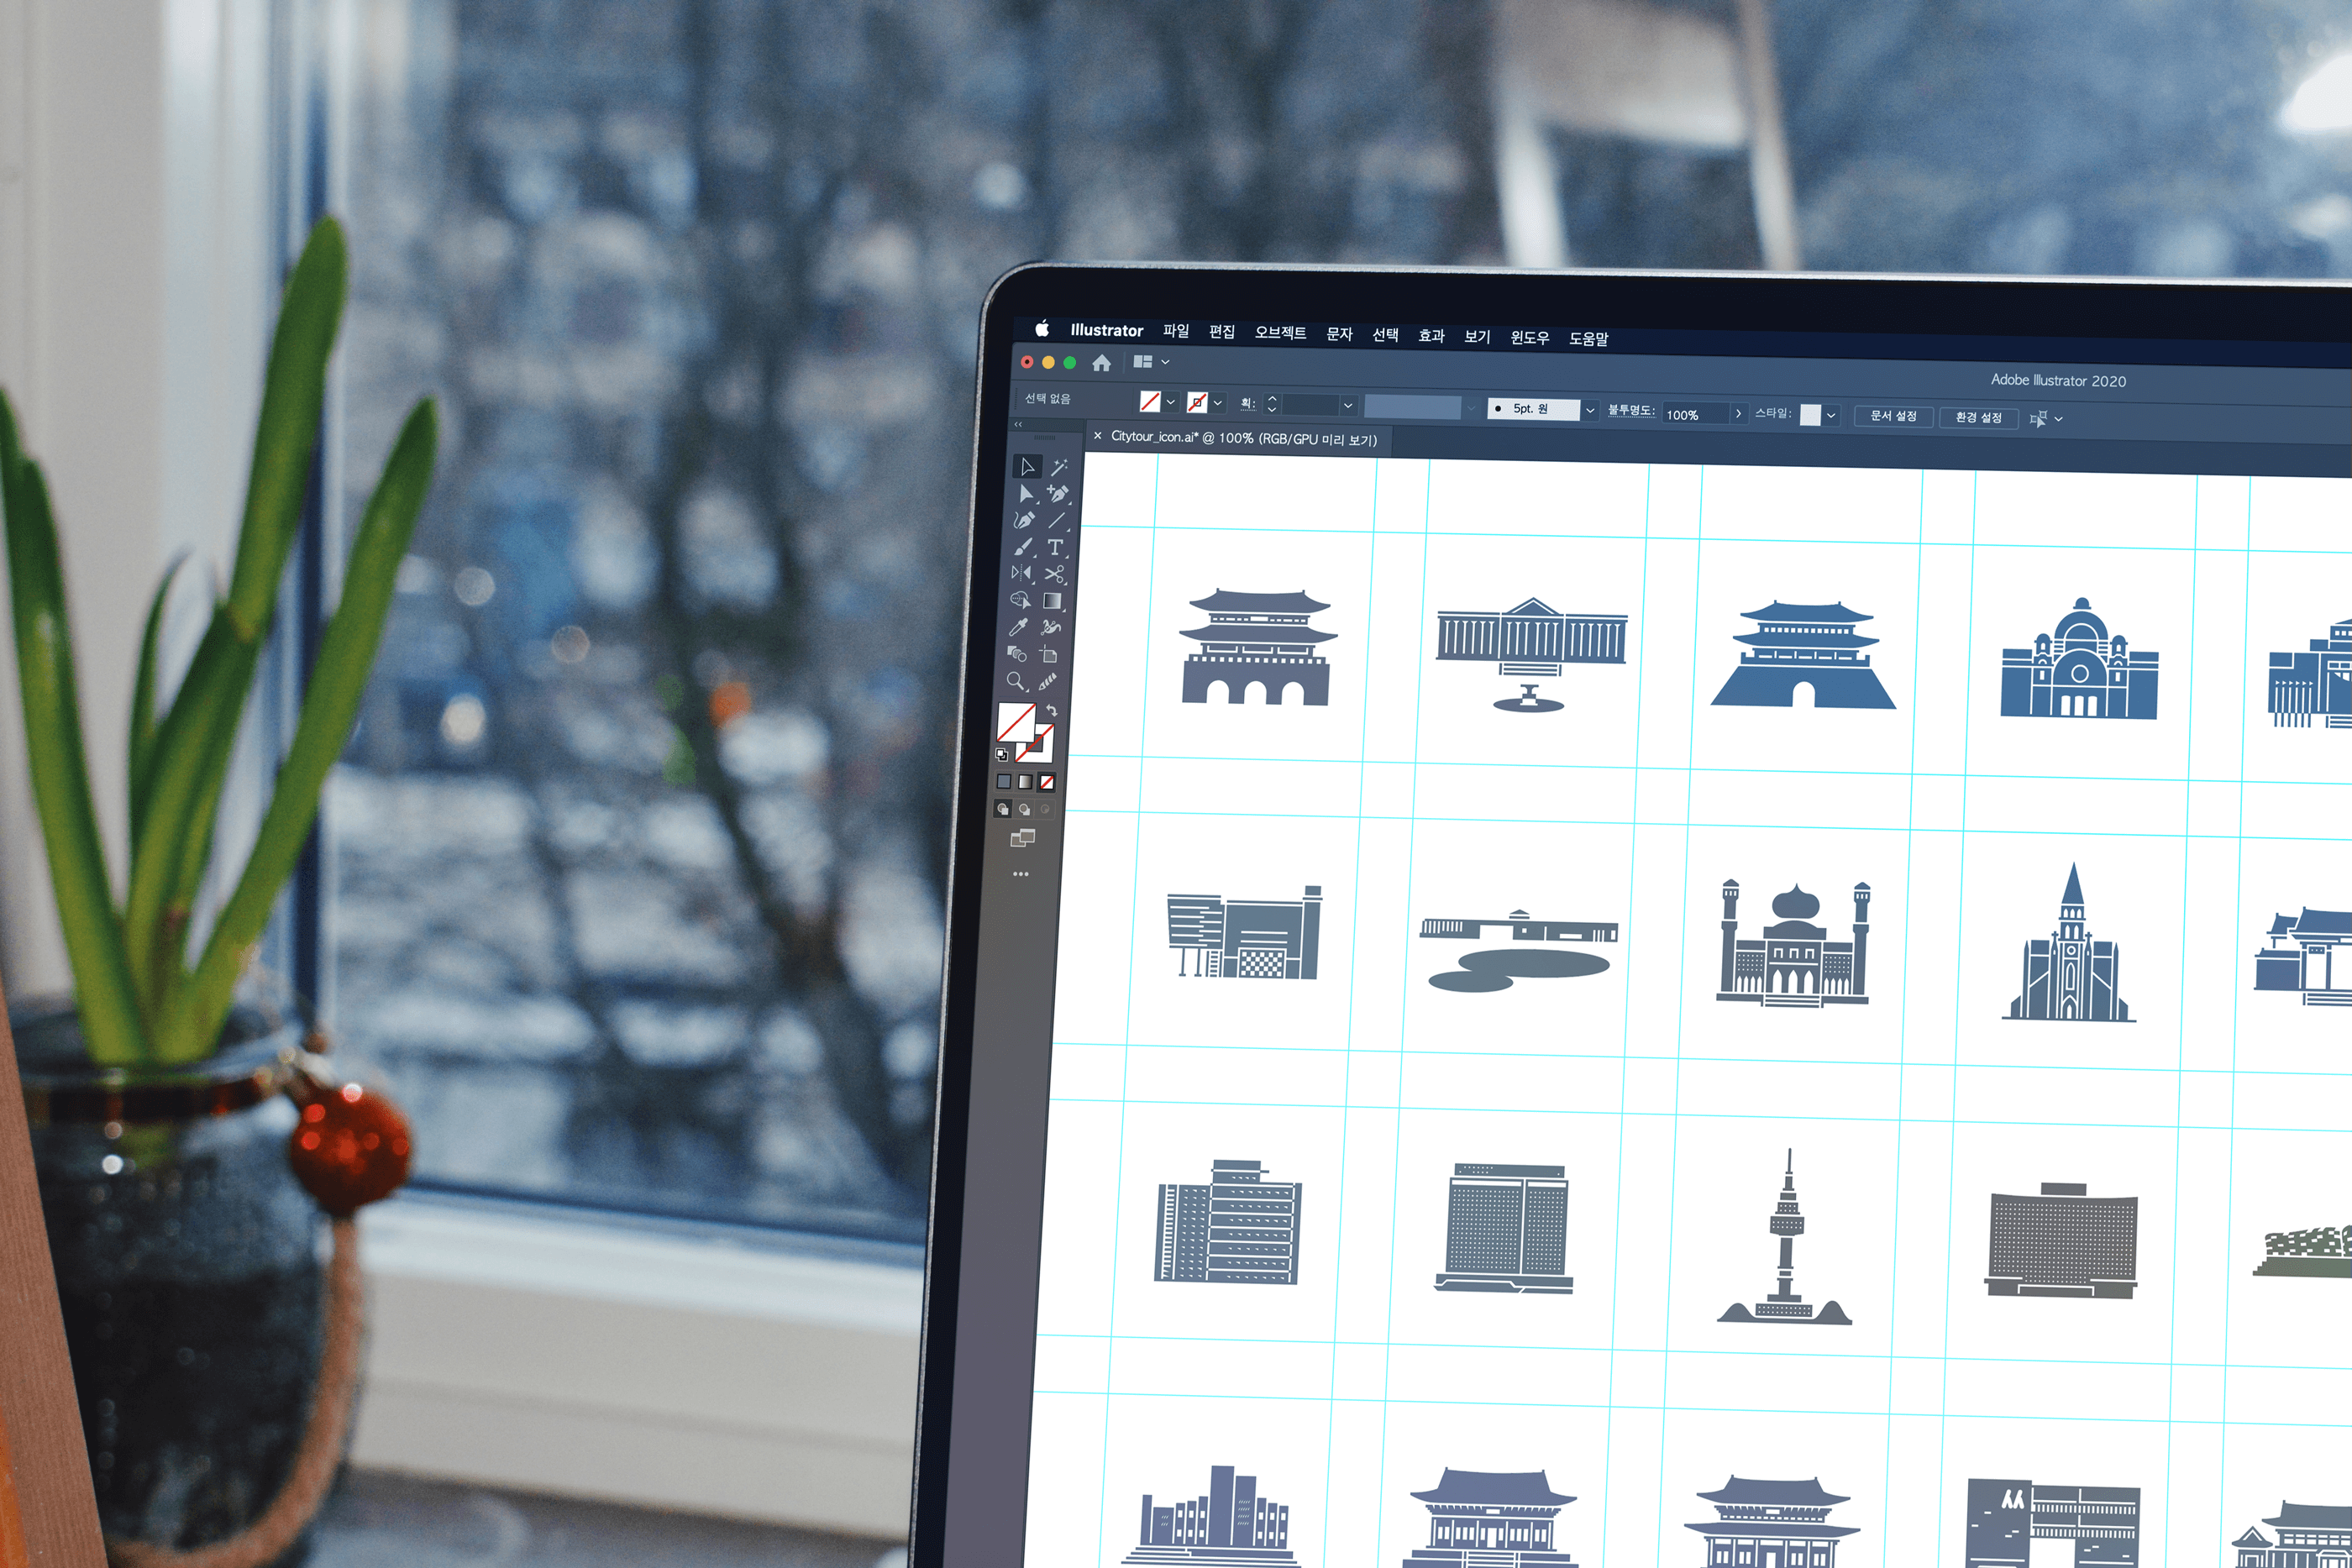 Illustrator 파일 편집 오브젝트 문자 선택 효과 보기 윈도우 도움말
Adobe Illustrator 2020
선택 없음 획: 5pt. 원 불투명도: 100% 스타일: 문서 설정 환경 설정
Citytour_icon.ai* @ 100% (RGB/GPU 미리 보기)